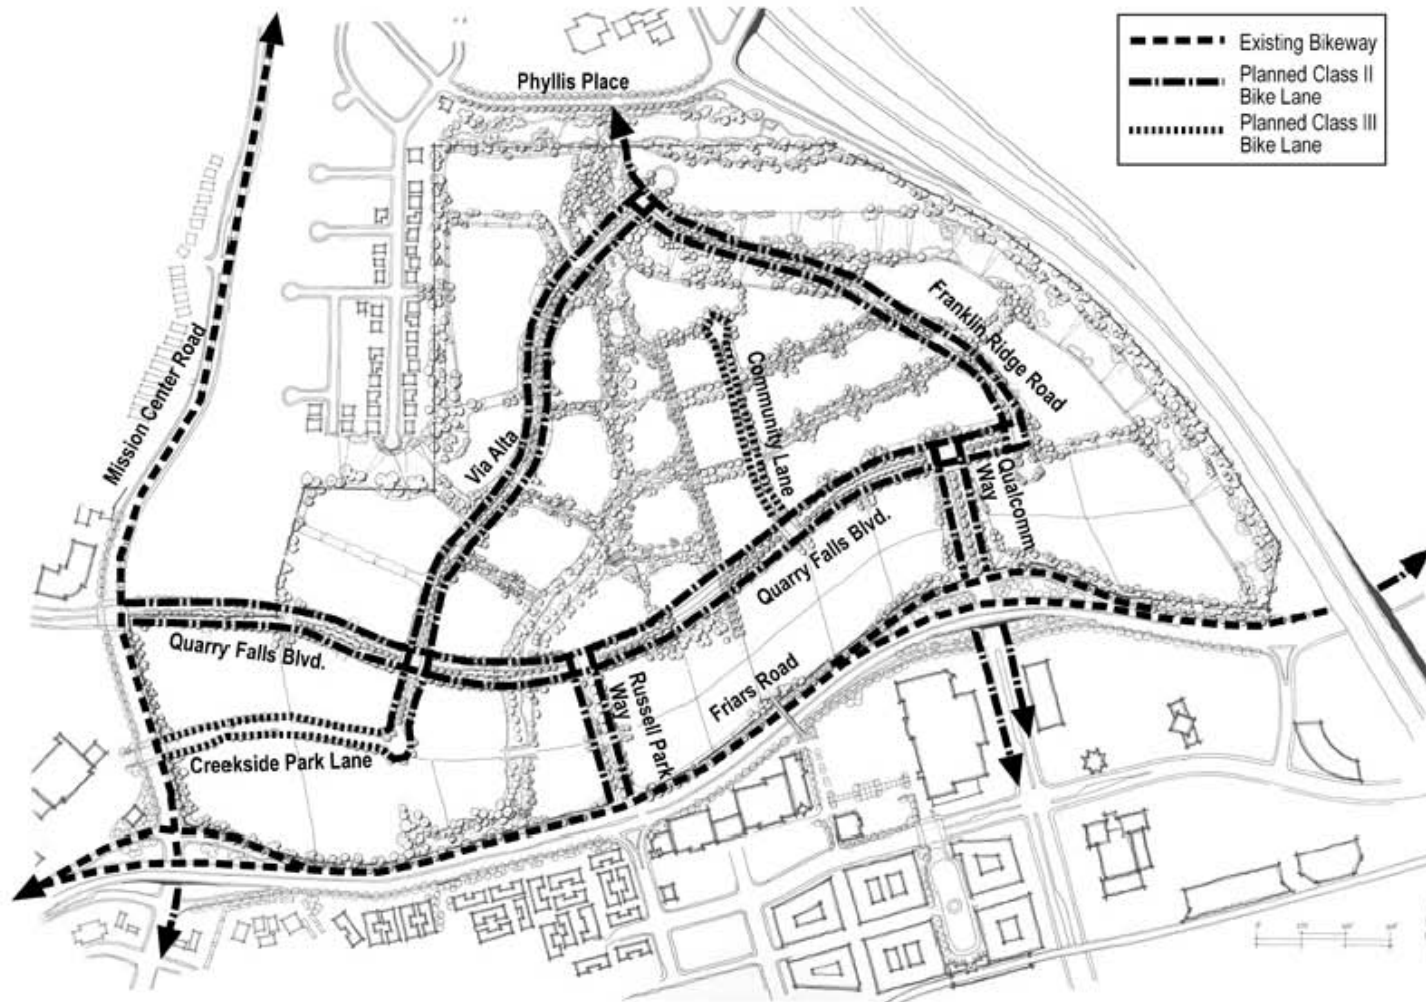 Existing Bikeway
Planned Class II
Bike Lane
Planned Class III
Bike Lane
Phyllis Place
Mission Center Road
Via Alta
Community Lane
Franklin Ridge Road
Qualcomm
Way
Quarry Falls Blvd.
Quarry Falls Blvd.
Russell Park
Way
Friars Road
Creekside Park Lane